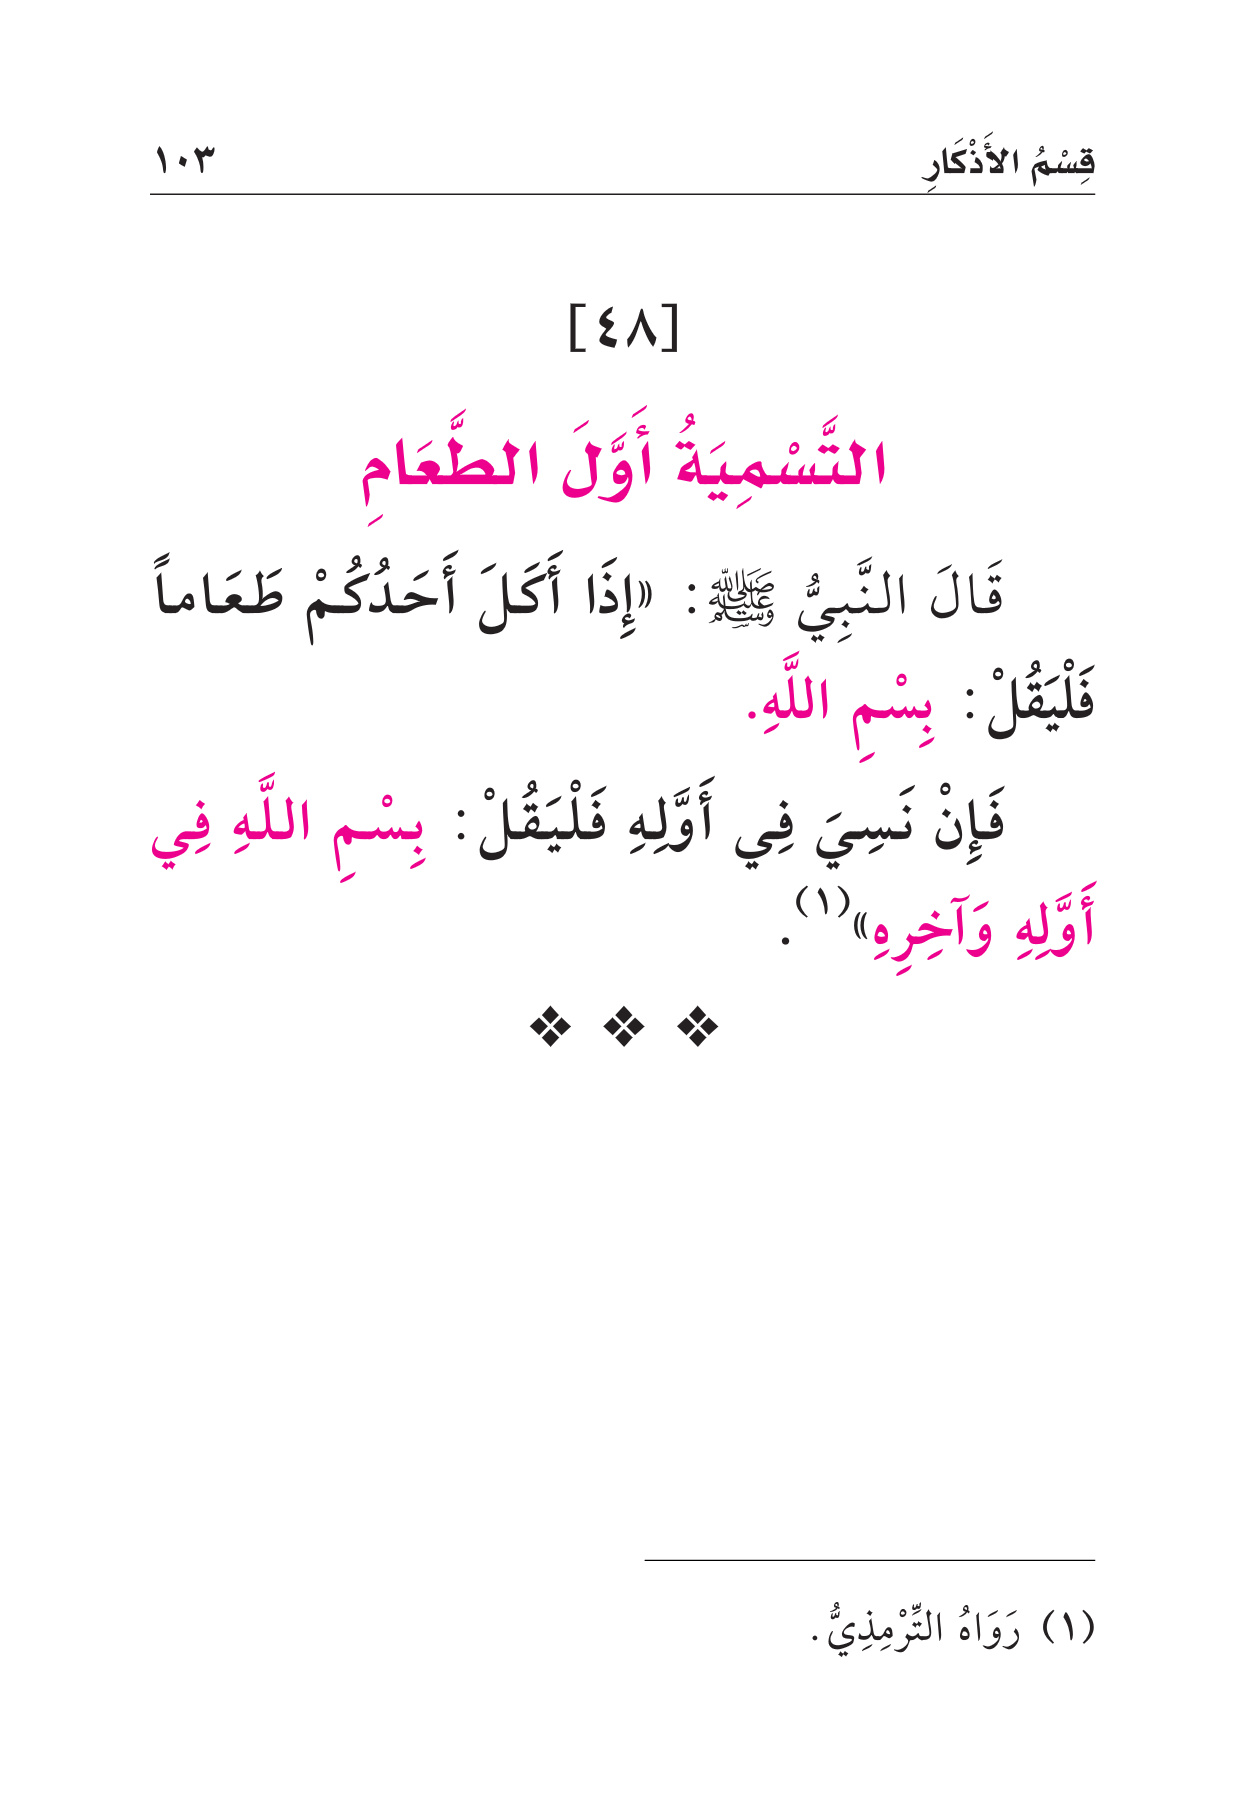 قِسْمُ الأَذْكَارِ ١٠٣
[٤٨]
التَّسْمِيَةُ أَوَّلَ الطَّعَامِ
قَالَ النَّبِيُّ ﷺ: «إِذَا أَكَلَ أَحَدُكُمْ طَعَاماً
فَلْيَقُلْ: بِسْمِ اللَّهِ.
فَإِنْ نَسِيَ فِي أَوَّلِهِ فَلْيَقُلْ: بِسْمِ اللَّهِ فِي
أَوَّلِهِ وَآخِرِهِ»(١).
(١) رَوَاهُ التِّرْمِذِيُّ.